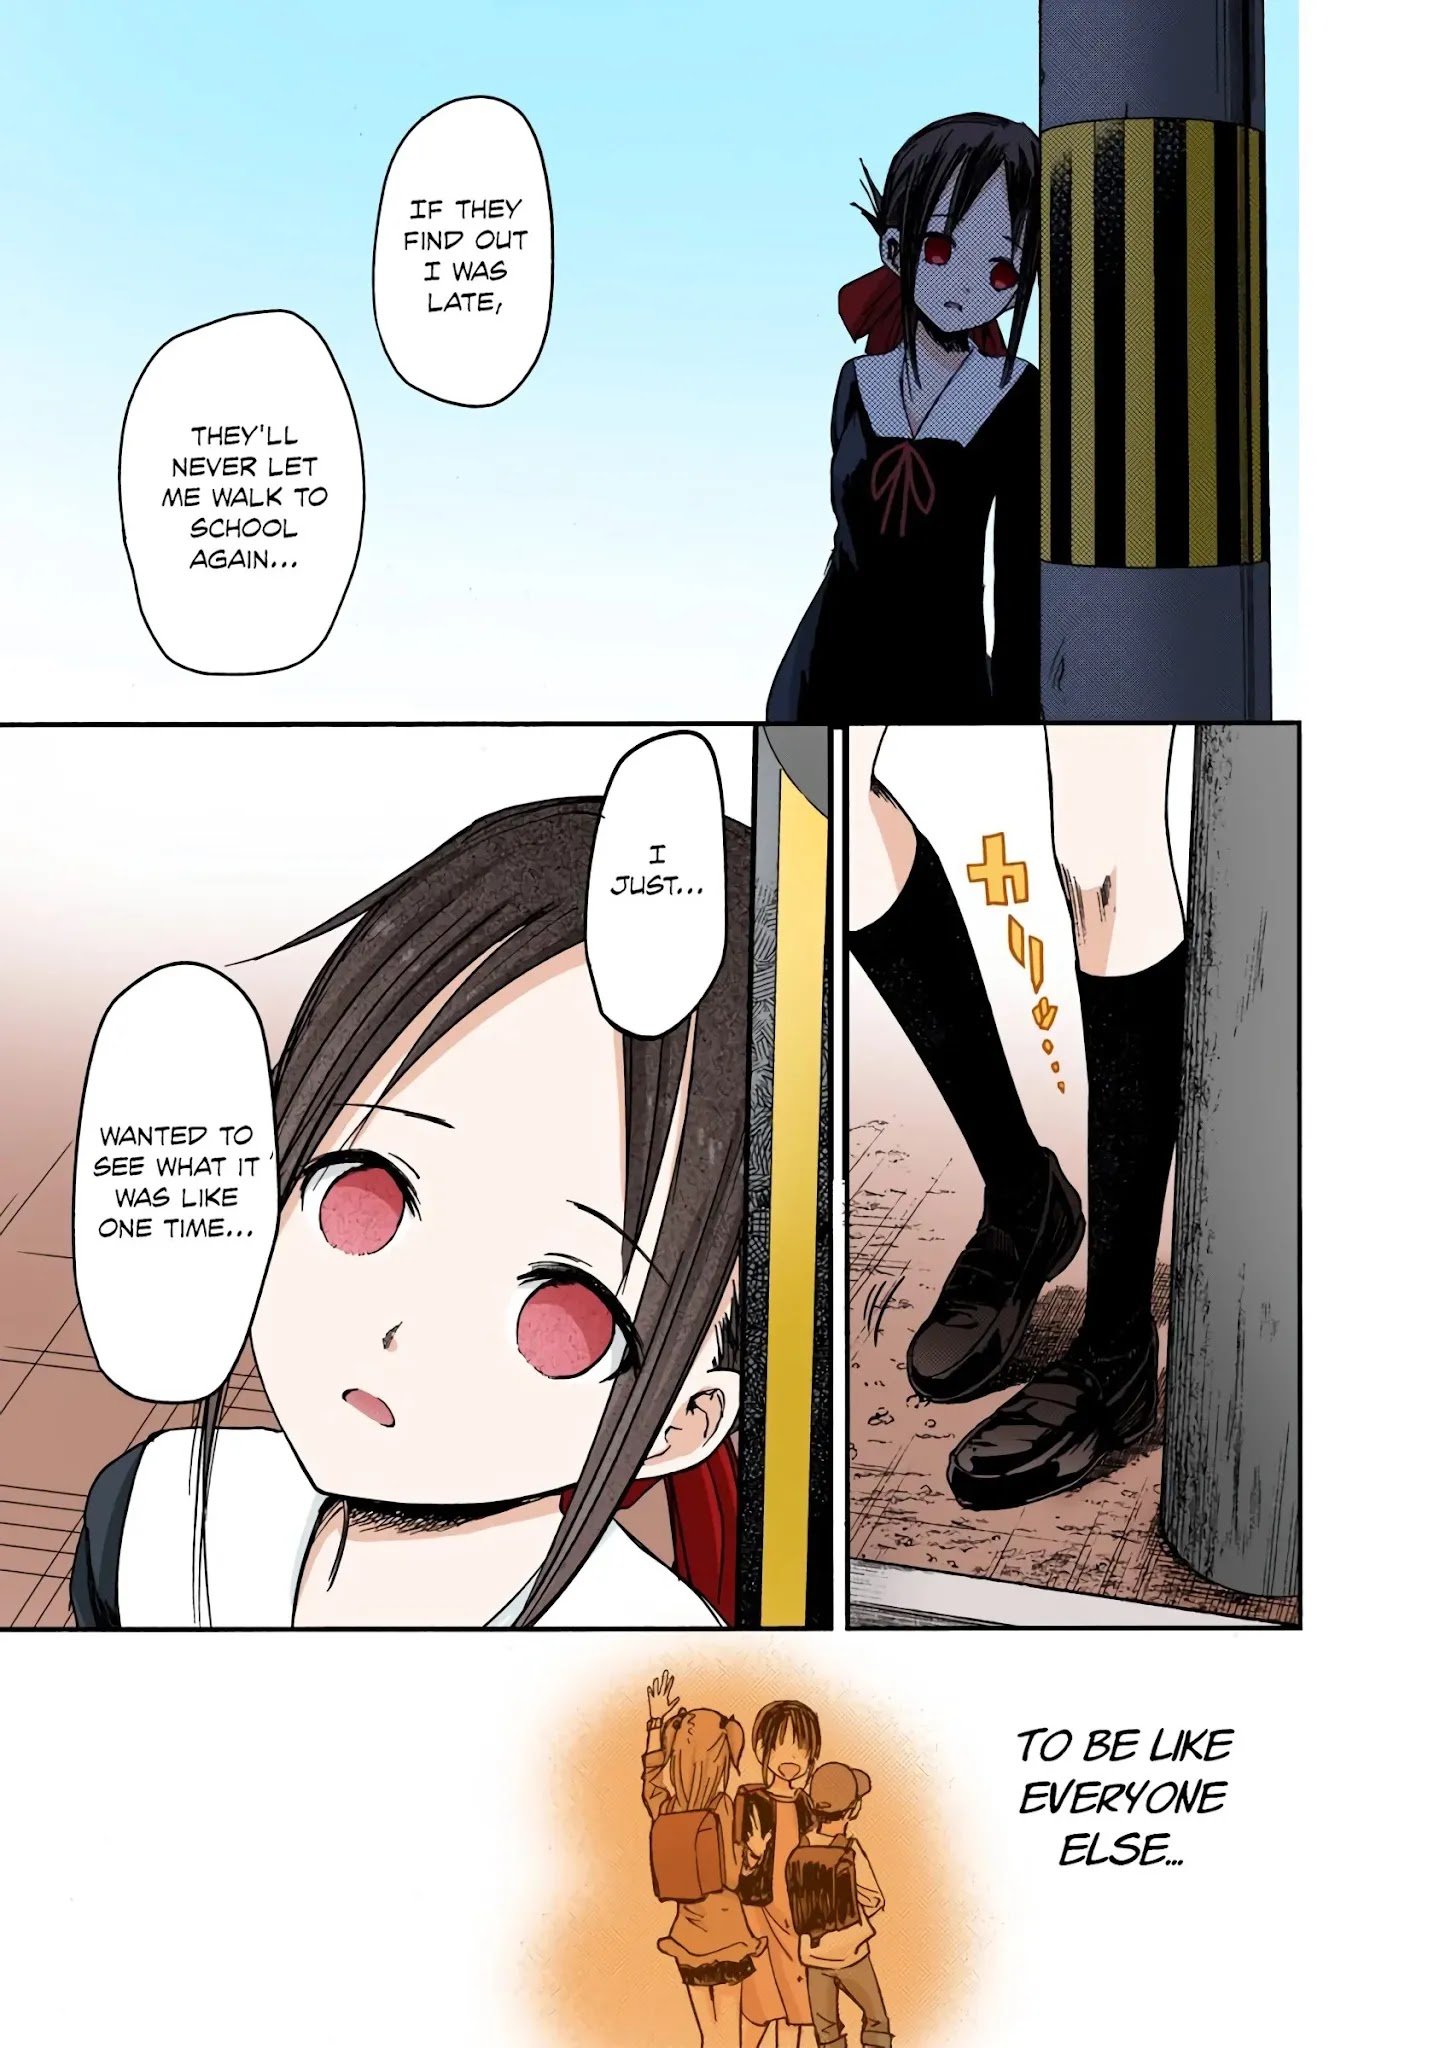 IF THEY
FIND OUT
I WAS
LATE,
THEY'LL
NEVER LET
ME WALK TO
SCHOOL
AGAIN...
カリッ...
I
JUST...
WANTED TO
SEE WHAT IT
WAS LIKE
ONE TIME...
TO BE LIKE
EVERYONE
ELSE...